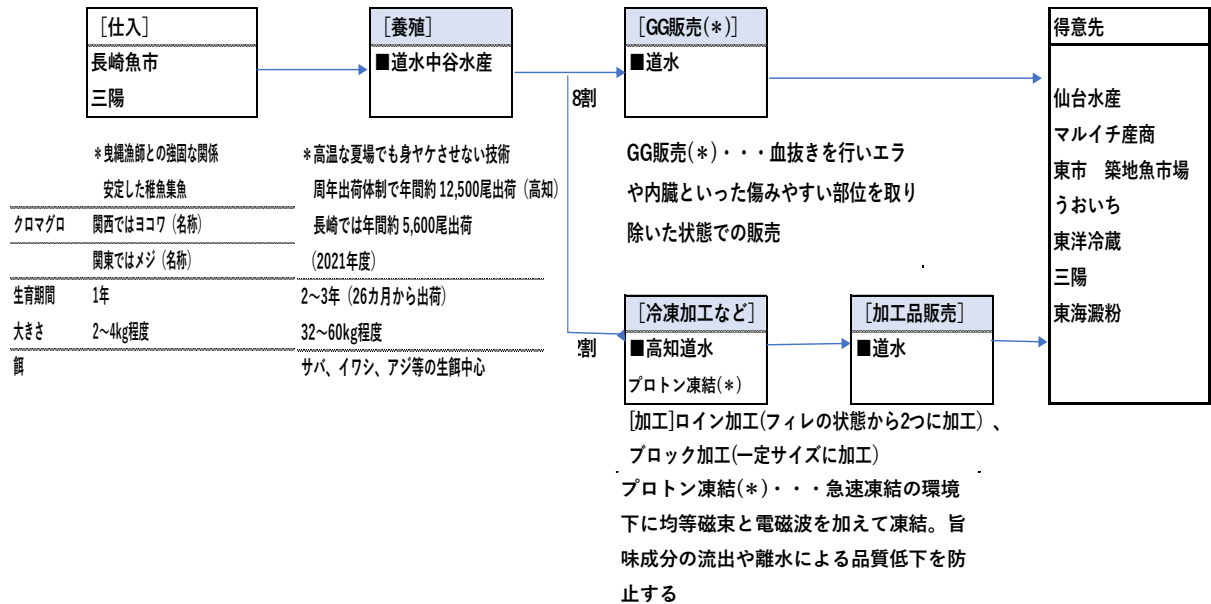 ［仕入］
長崎魚市
三陽
［養殖］
■道水中谷水産
8割
［GG販売(＊)］
■道水
得意先
仙台水産
マルイチ産商
東市　築地魚市場
うおいち
東洋冷蔵
三陽
東海澱粉
＊曳縄漁師との強固な関係
安定した稚魚集魚
クロマグロ　関西ではヨコワ（名称）
関東ではメジ（名称）
＊高温な夏場でも身ヤケさせない技術
周年出荷体制で年間約12,500尾出荷（高知）
長崎では年間約5,600尾出荷
（2021年度）
生育期間　1年　2～3年（26カ月から出荷）
大きさ　2～4kg程度　32～60kg程度
餌　サバ、イワシ、アジ等の生餌中心
GG販売(＊)・・・血抜きを行いエラ
や内臓といった傷みやすい部位を取り
除いた状態での販売
2割
［冷凍加工など］
■高知道水
プロトン凍結(＊)
［加工品販売］
■道水
[加工]ロイン加工(フィレの状態から2つに加工）、
ブロック加工(一定サイズに加工）
プロトン凍結(＊)・・・急速凍結の環境
下に均等磁束と電磁波を加えて凍結。旨
味成分の流出や離水による品質低下を防
止する